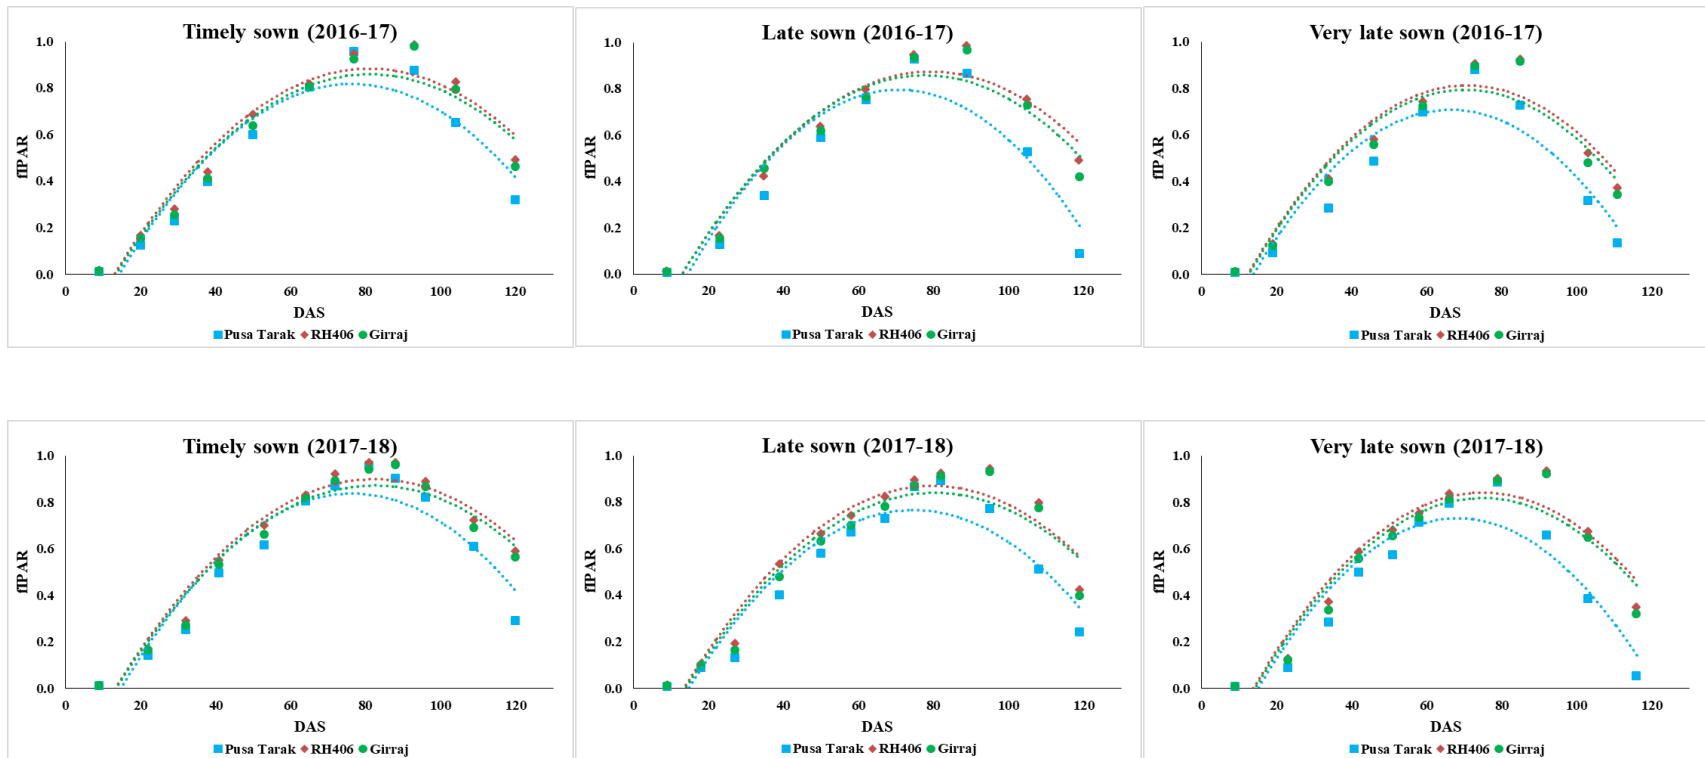 Timely sown (2016-17)
1.0
0.8
0.6
0.4
0.2
0.0
fIPAR
0 20 40 60 80 100 120
DAS
Pusa Tarak RH406 Girraj
Late sown (2016-17)
1.0
0.8
0.6
0.4
0.2
0.0
fIPAR
0 20 40 60 80 100 120
DAS
Pusa Tarak RH406 Girraj
Very late sown (2016-17)
1.0
0.8
0.6
0.4
0.2
0.0
fIPAR
0 20 40 60 80 100 120
DAS
Pusa Tarak RH406 Girraj
Timely sown (2017-18)
1.0
0.8
0.6
0.4
0.2
0.0
fIPAR
0 20 40 60 80 100 120
DAS
Pusa Tarak RH406 Girraj
Late sown (2017-18)
1.0
0.8
0.6
0.4
0.2
0.0
fIPAR
0 20 40 60 80 100 120
DAS
Pusa Tarak RH406 Girraj
Very late sown (2017-18)
1.0
0.8
0.6
0.4
0.2
0.0
fIPAR
0 20 40 60 80 100 120
DAS
Pusa Tarak RH406 Girraj